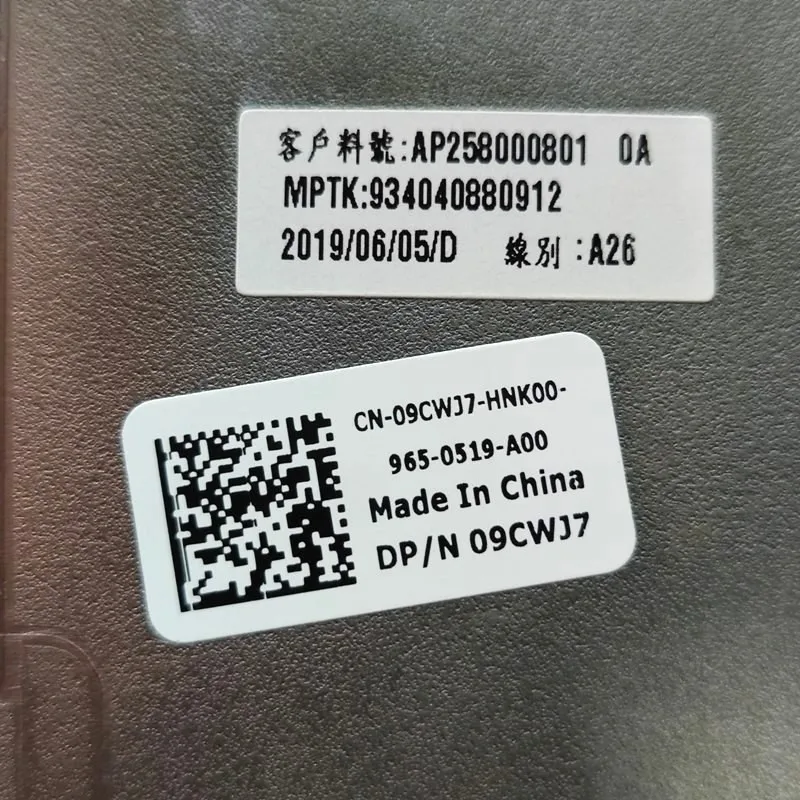 客戶料號:AP258000801 0A
MPTK:934040880912
2019/06/05/D 線別:A26
CN-09CWJ7-HNK00-
965-0519-A00
Made In China
DP/N 09CWJ7